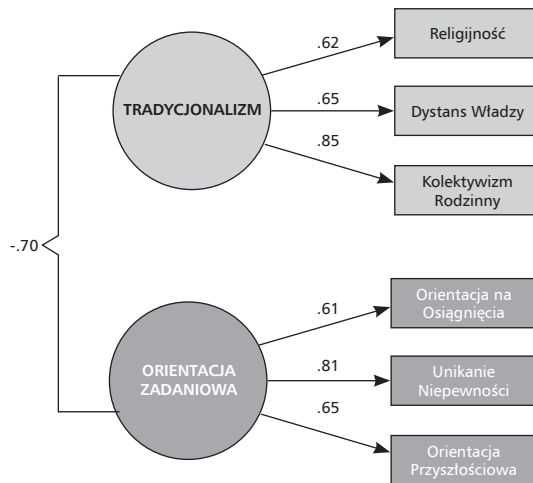 .62
Religijność
TRADYCJONALIZM
.65
Dystans Władzy
.85
Kolektywizm
Rodzinny
-.70
.61
Orientacja na
Osiągnięcia
ORIENTACJA
ZADANIOWA
.81
Unikanie
Niepewności
.65
Orientacja
Przyszłościowa